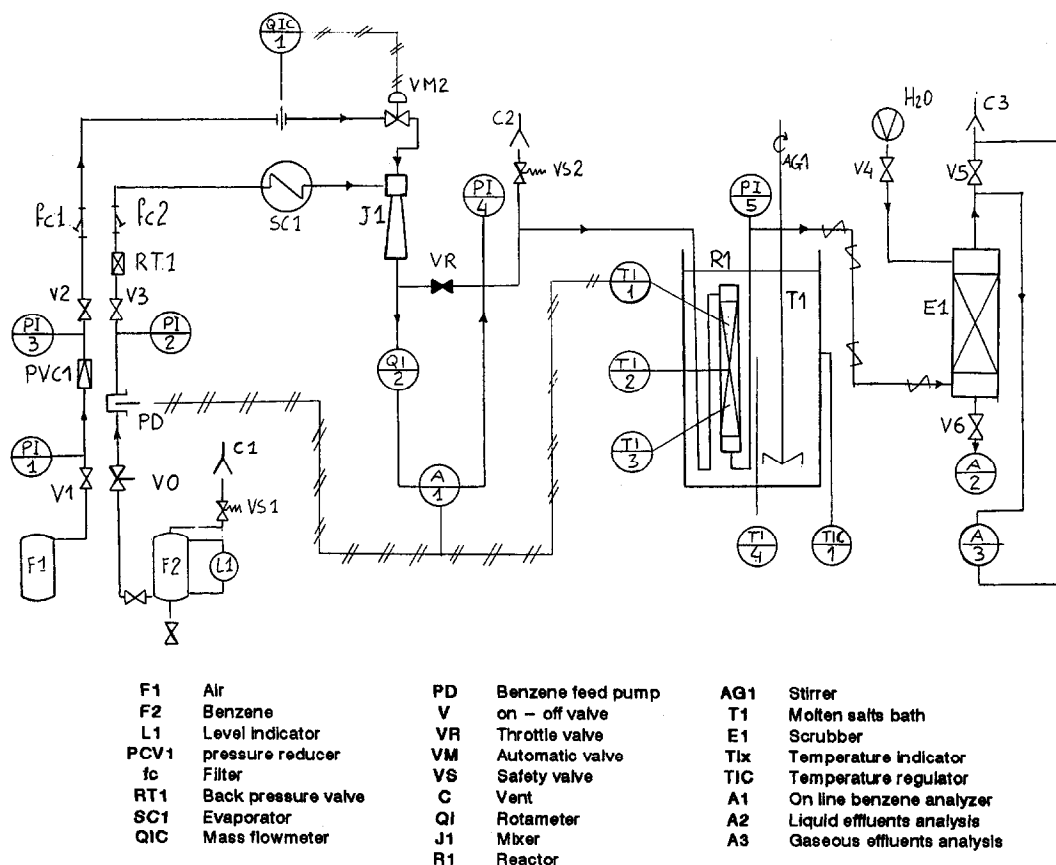 QIC
1
VM2
C2
H2O
C3
VS2
AG1
V4
V5
fc1
fc2
SC1
J1
PI
4
PI
5
RT1
VR
TI
1
R1
T1
E1
V2
V3
PI
3
PI
2
PVC1
QI
2
TI
2
PD
V6
PI
1
C1
TI
3
A
1
A
2
V1
VO
VS1
F1
F2
L1
TI
4
TIC
1
A
3
F1 Air
F2 Benzene
L1 Level indicator
PCV1 pressure reducer
fc Filter
RT1 Back pressure valve
SC1 Evaporator
QIC Mass flowmeter
PD Benzene feed pump
V on – off valve
VR Throttle valve
VM Automatic valve
VS Safety valve
C Vent
QI Rotameter
J1 Mixer
R1 Reactor
AG1 Stirrer
T1 Molten salts bath
E1 Scrubber
TIx Temperature indicator
TIC Temperature regulator
A1 On line benzene analyzer
A2 Liquid effluents analysis
A3 Gaseous effluents analysis